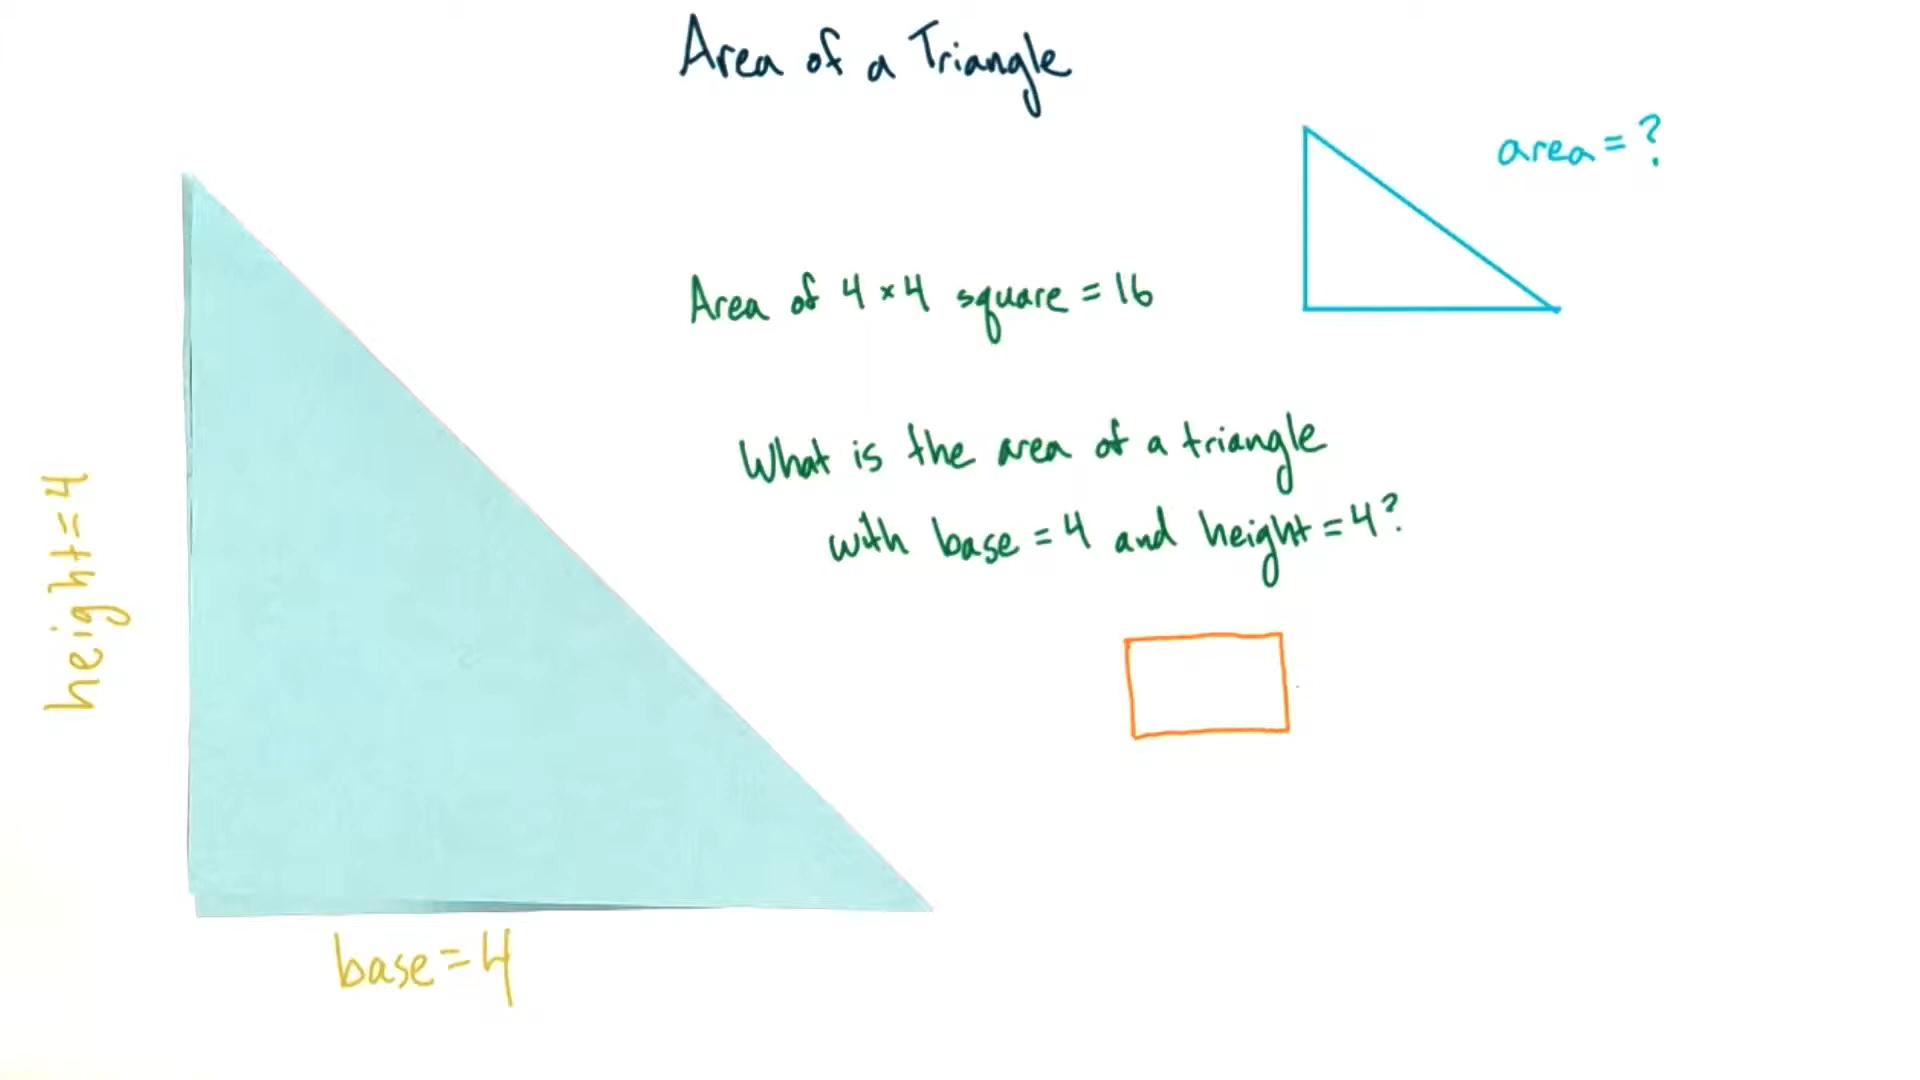 Area of a Triangle
area = ?
Area of 4 × 4 square = 16
What is the area of a triangle
with base = 4 and height = 4?
height = 4
base = 4